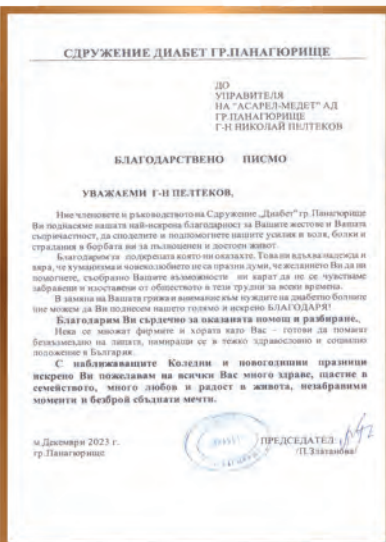 СДРУЖЕНИЕ ДИАБЕТ ГР.ПАНАГЮРИЩЕ
ДО
УПРАВИТЕЛЯ
НА "АСАРЕЛ-МЕДЕТ" АД
ГР.ПАНАГЮРИЩЕ
Г-Н НИКОЛАЙ ПЕЛТЕКОВ
БЛАГОДАРСТВЕНО ПИСМО
УВАЖАЕМИ Г-Н ПЕЛТЕКОВ,
Ние членовете и ръководството на Сдружение „Диабет" гр. Панагюрище
Ви поднасяме нашата най-искрена благодарност за Вашите жестове и Вашата
съпричастност, да споделите и подпомогнете нашите усилия и воля, болки и
страдания в борбата ни за пълноценен и достоен живот.
Благодарим за подкрепата която ни оказахте. Това ни вдъхва надежда и
вяра, че хуманизма и човеколюбието не са празни думи, че желанието Ви да ни
помогнете, съобразно Вашите възможности ни карат да не се чувстваме
забравени и изоставени от обществото в тези трудни за всеки времена.
В замяна на Вашата грижа и внимание към нуждите на диабетно болните
ние можем да Ви поднесем нашето голямо и искрено БЛАГОДАРЯ!
Благодарим Ви сърдечно за оказаната помощ и разбиране.
Нека се множат фирмите и хората като Вас - готови да помагат
безвъзмездно на лицата, намиращи се в тежко здравословно и социално
положение в България.
С наближаващите Коледни и новогодишни празници
искрено Ви пожелавам на всички Вас много здраве, щастие в
семейството, много любов и радост в живота, незабравими
моменти и безброй сбъднати мечти.
м.Декември 2023 г.
гр.Панагюрище
ПРЕДСЕДАТЕЛ:
/П.Златанова/